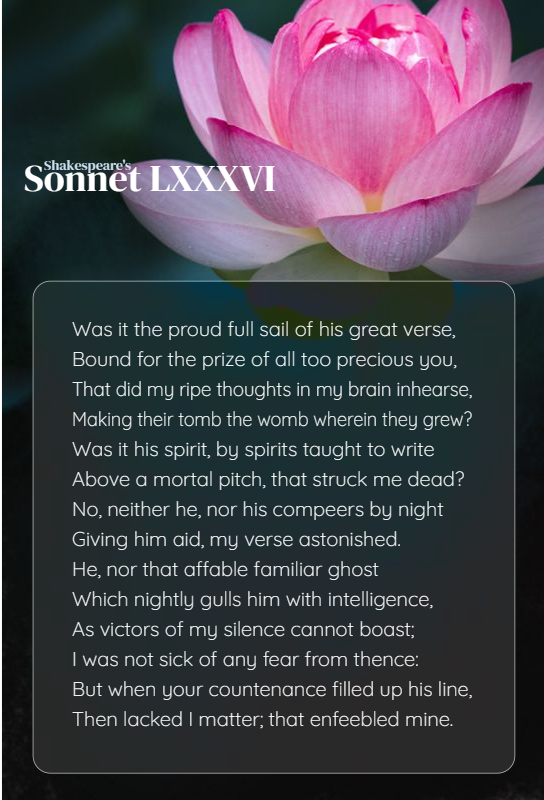 Shakespeare's
Sonnet LXXXVI
Was it the proud full sail of his great verse,
Bound for the prize of all too precious you,
That did my ripe thoughts in my brain inhearse,
Making their tomb the womb wherein they grew?
Was it his spirit, by spirits taught to write
Above a mortal pitch, that struck me dead?
No, neither he, nor his compeers by night
Giving him aid, my verse astonished.
He, nor that affable familiar ghost
Which nightly gulls him with intelligence,
As victors of my silence cannot boast;
I was not sick of any fear from thence:
But when your countenance filled up his line,
Then lacked I matter; that enfeebled mine.